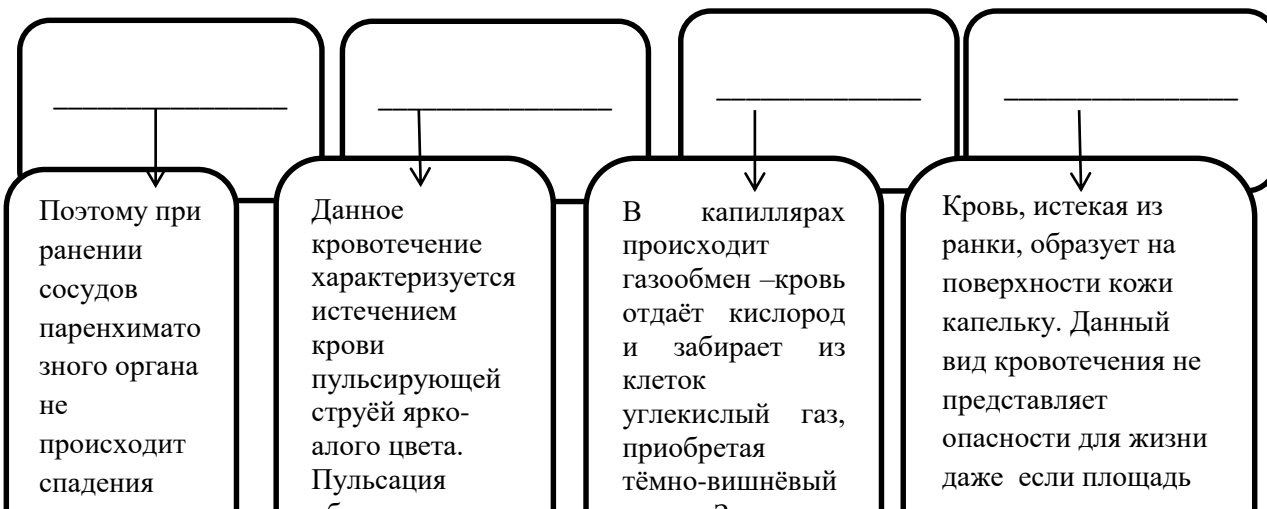 Поэтому при
ранении
сосудов
паренхимато
зного органа
не
происходит
спадения
Данное
кровотечение
характеризуется
истечением
крови
пульсирующей
струёй ярко-
алого цвета.
Пульсация
В капиллярах
происходит
газообмен –кровь
отдаёт кислород
и забирает из
клеток
углекислый газ,
приобретая
тёмно-вишнёвый
Кровь, истекая из
ранки, образует на
поверхности кожи
капельку. Данный
вид кровотечения не
представляет
опасности для жизни
даже если площадь